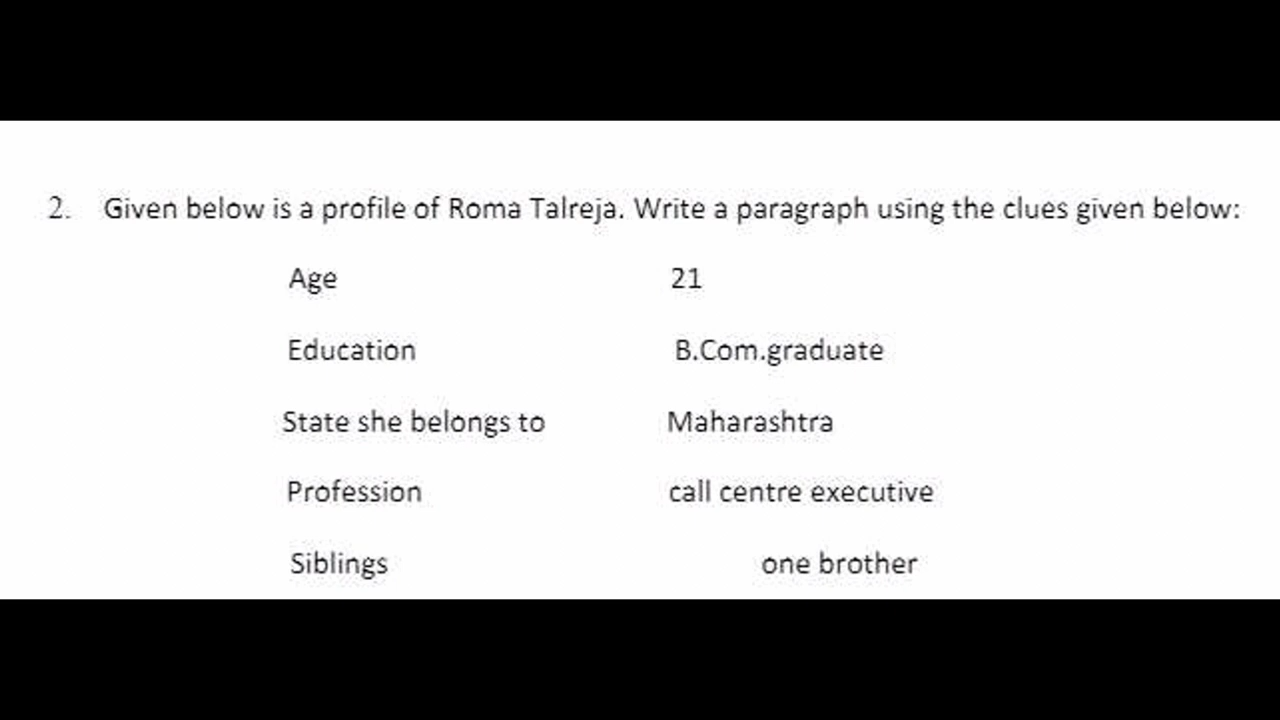 2. Given below is a profile of Roma Talreja. Write a paragraph using the clues given below:
Age 21
Education B.Com.graduate
State she belongs to Maharashtra
Profession call centre executive
Siblings one brother